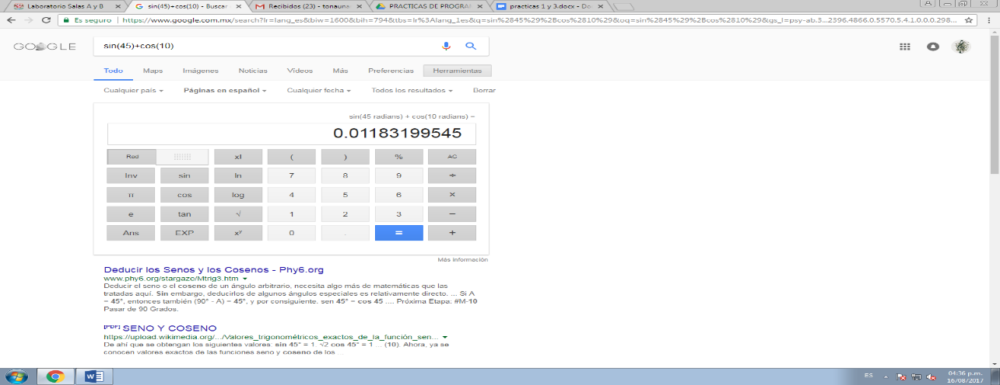 Laboratorio Salas A y B
sin(45)+cos(10) - Buscar
Recibidos (23) - tonauna
PRACTICAS DE PROGRA
practicas 1 y 3.docx - Do
Es seguro
https://www.google.com.mx/search?lr=lang_es&biw=1600&bih=794&tbs=lr%3Alang_1es&q=sin%2845%29%2Bcos%2810%29&oq=sin%2845%29%2Bcos%2810%29&gs_l=psy-ab.3...2396.4866.0.5570.5.4.1.0.0.0.298...
GOOGLE
sin(45)+cos(10)
Todo Maps Imágenes Noticias Vídeos Más Preferencias Herramientas
Cualquier país Páginas en español Cualquier fecha Todos los resultados Borrar
sin(45 radians) + cos(10 radians) =
0.01183199545
Rad x! ( ) % AC
Inv sin ln 7 8 9 ÷
π cos log 4 5 6 ×
e tan √ 1 2 3 −
Ans EXP xʸ 0 . = +
Más información
Deducir los Senos y los Cosenos - Phy6.org
www.phy6.org/stargaze/Mtrig3.htm
Deducir el seno o el coseno de un ángulo arbitrario, necesita algo más de matemáticas que las
tratadas aquí. Sin embargo, deducirlos de algunos ángulos especiales es relativamente directo. ... Si A
= 45°, entonces también (90° - A) = 45°, y por consiguiente. sen 45° = cos 45 .... Próxima Etapa: #M-10
Pasar de 90 Grados.
[PDF] SENO Y COSENO
https://upload.wikimedia.org/.../Valores_trigonométricos_exactos_de_la_función_sen...
De ahí que se obtengan los siguientes valores: sin 45° = 1. √2 cos 45° = 1 ... (10). Ahora, ya se
conocen valores exactos de las funciones seno y coseno de los ...
ES
04:36 p.m.
16/08/2017